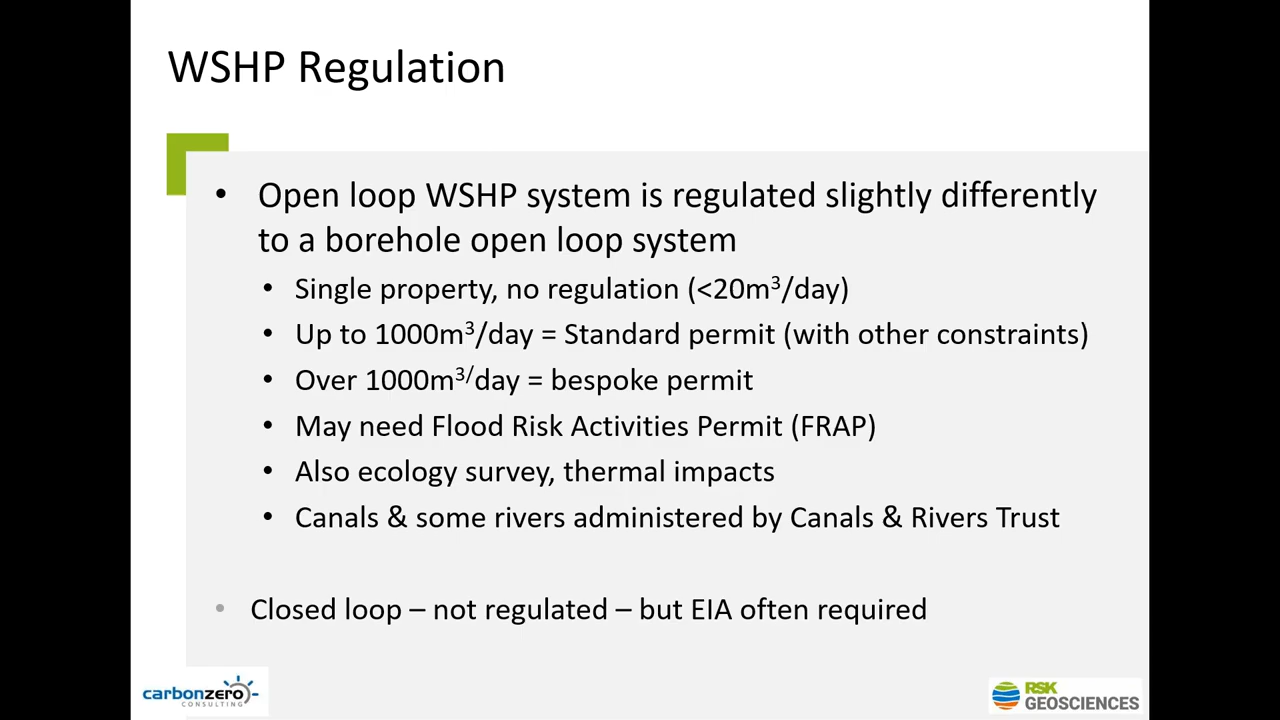 WSHP Regulation
• Open loop WSHP system is regulated slightly differently
to a borehole open loop system
• Single property, no regulation (<20m³/day)
• Up to 1000m³/day = Standard permit (with other constraints)
• Over 1000m³/day = bespoke permit
• May need Flood Risk Activities Permit (FRAP)
• Also ecology survey, thermal impacts
• Canals & some rivers administered by Canals & Rivers Trust
• Closed loop – not regulated – but EIA often required
carbonzero
CONSULTING
RSK
GEOSCIENCES